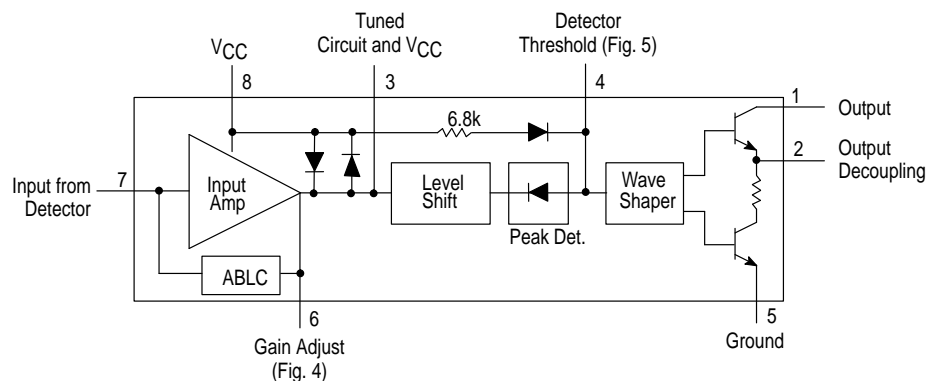 Tuned
Circuit and VCC
Detector
Threshold (Fig. 5)
VCC
8
3
4
6.8k
1
Output
2
Output
Decoupling
Input from
Detector
7
Input
Amp
Level
Shift
Peak Det.
Wave
Shaper
ABLC
6
Gain Adjust
(Fig. 4)
5
Ground